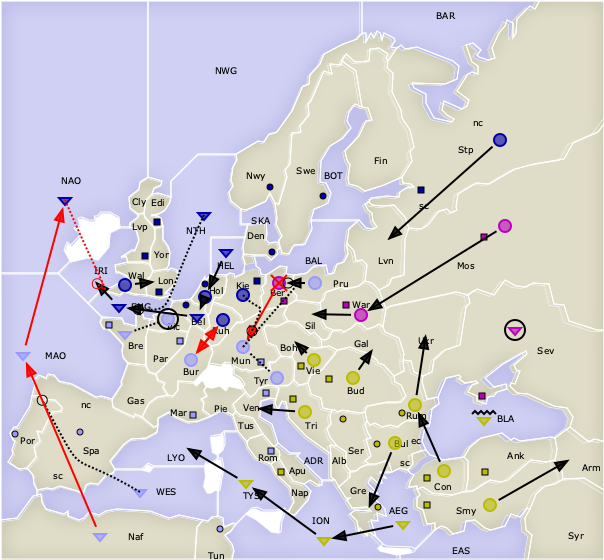 BAR
NWG
nc
Fin
Stp
Nwy
Swe
BOT
NAO
Cly Edi
sc
Lvp
NTH
SKA
Den
Yor
HEL
BAL
Lvn
Mos
IRI
Wal
Lon
Hol
Kie
Ber
Pru
ENG
Bel
War
Pic
Ruh
Sil
Bre
Ukr
MAO
Par
Mun
Boh
Gal
Sev
Bur
Tyr
Vie
Bud
Gas
nc
Mar
Pie
Ven
Tri
Rum
BLA
Por
Spa
Tus
LYO
Rom
ADR
Ser
Bul
ec
Ank
sc
Apu
Alb
sc
Arm
WES
TYS
Nap
Gre
Con
Smy
ION
AEG
Naf
Tun
EAS
Syr